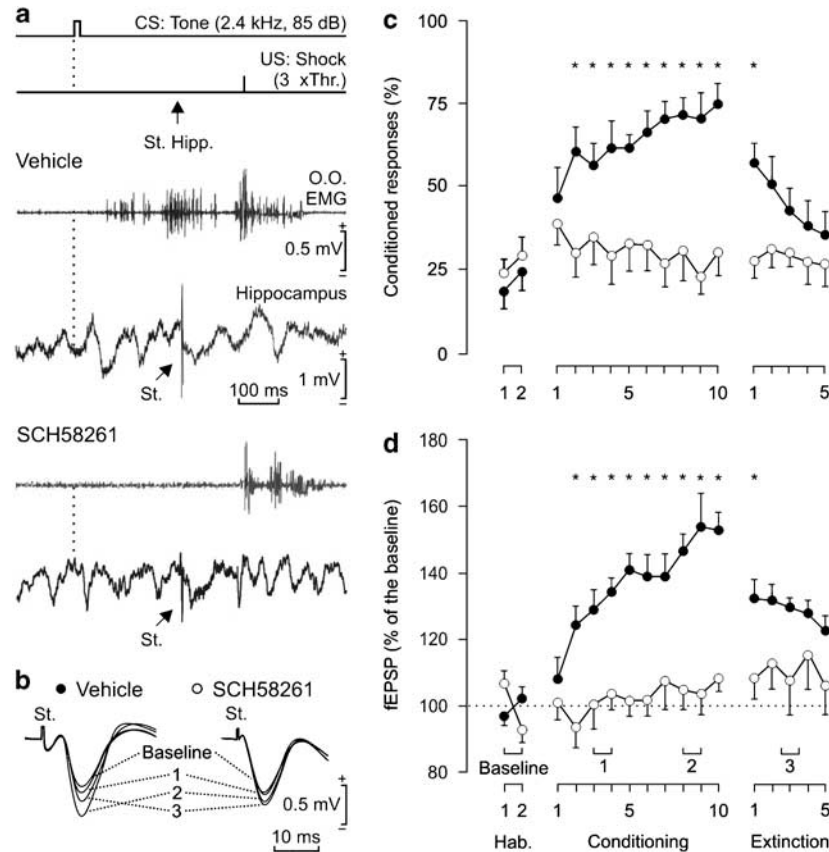 a
CS: Tone (2.4 kHz, 85 dB)
US: Shock
(3 xThr.)
St. Hipp.
Vehicle
O.O.
EMG
+
0.5 mV
–
Hippocampus
+
1 mV
–
St.
100 ms
SCH58261
St.
b
Vehicle
SCH58261
St.
St.
Baseline
1
2
3
+
0.5 mV
–
10 ms
c
Conditioned responses (%)
100
75
50
25
0
* * * * * * * * * *
1 2
1 5 10
1 5
d
fEPSP (% of the baseline)
180
160
140
120
100
80
* * * * * * * * * *
Baseline
1
2
3
1 2
1 5 10
1 5
Hab.
Conditioning
Extinction